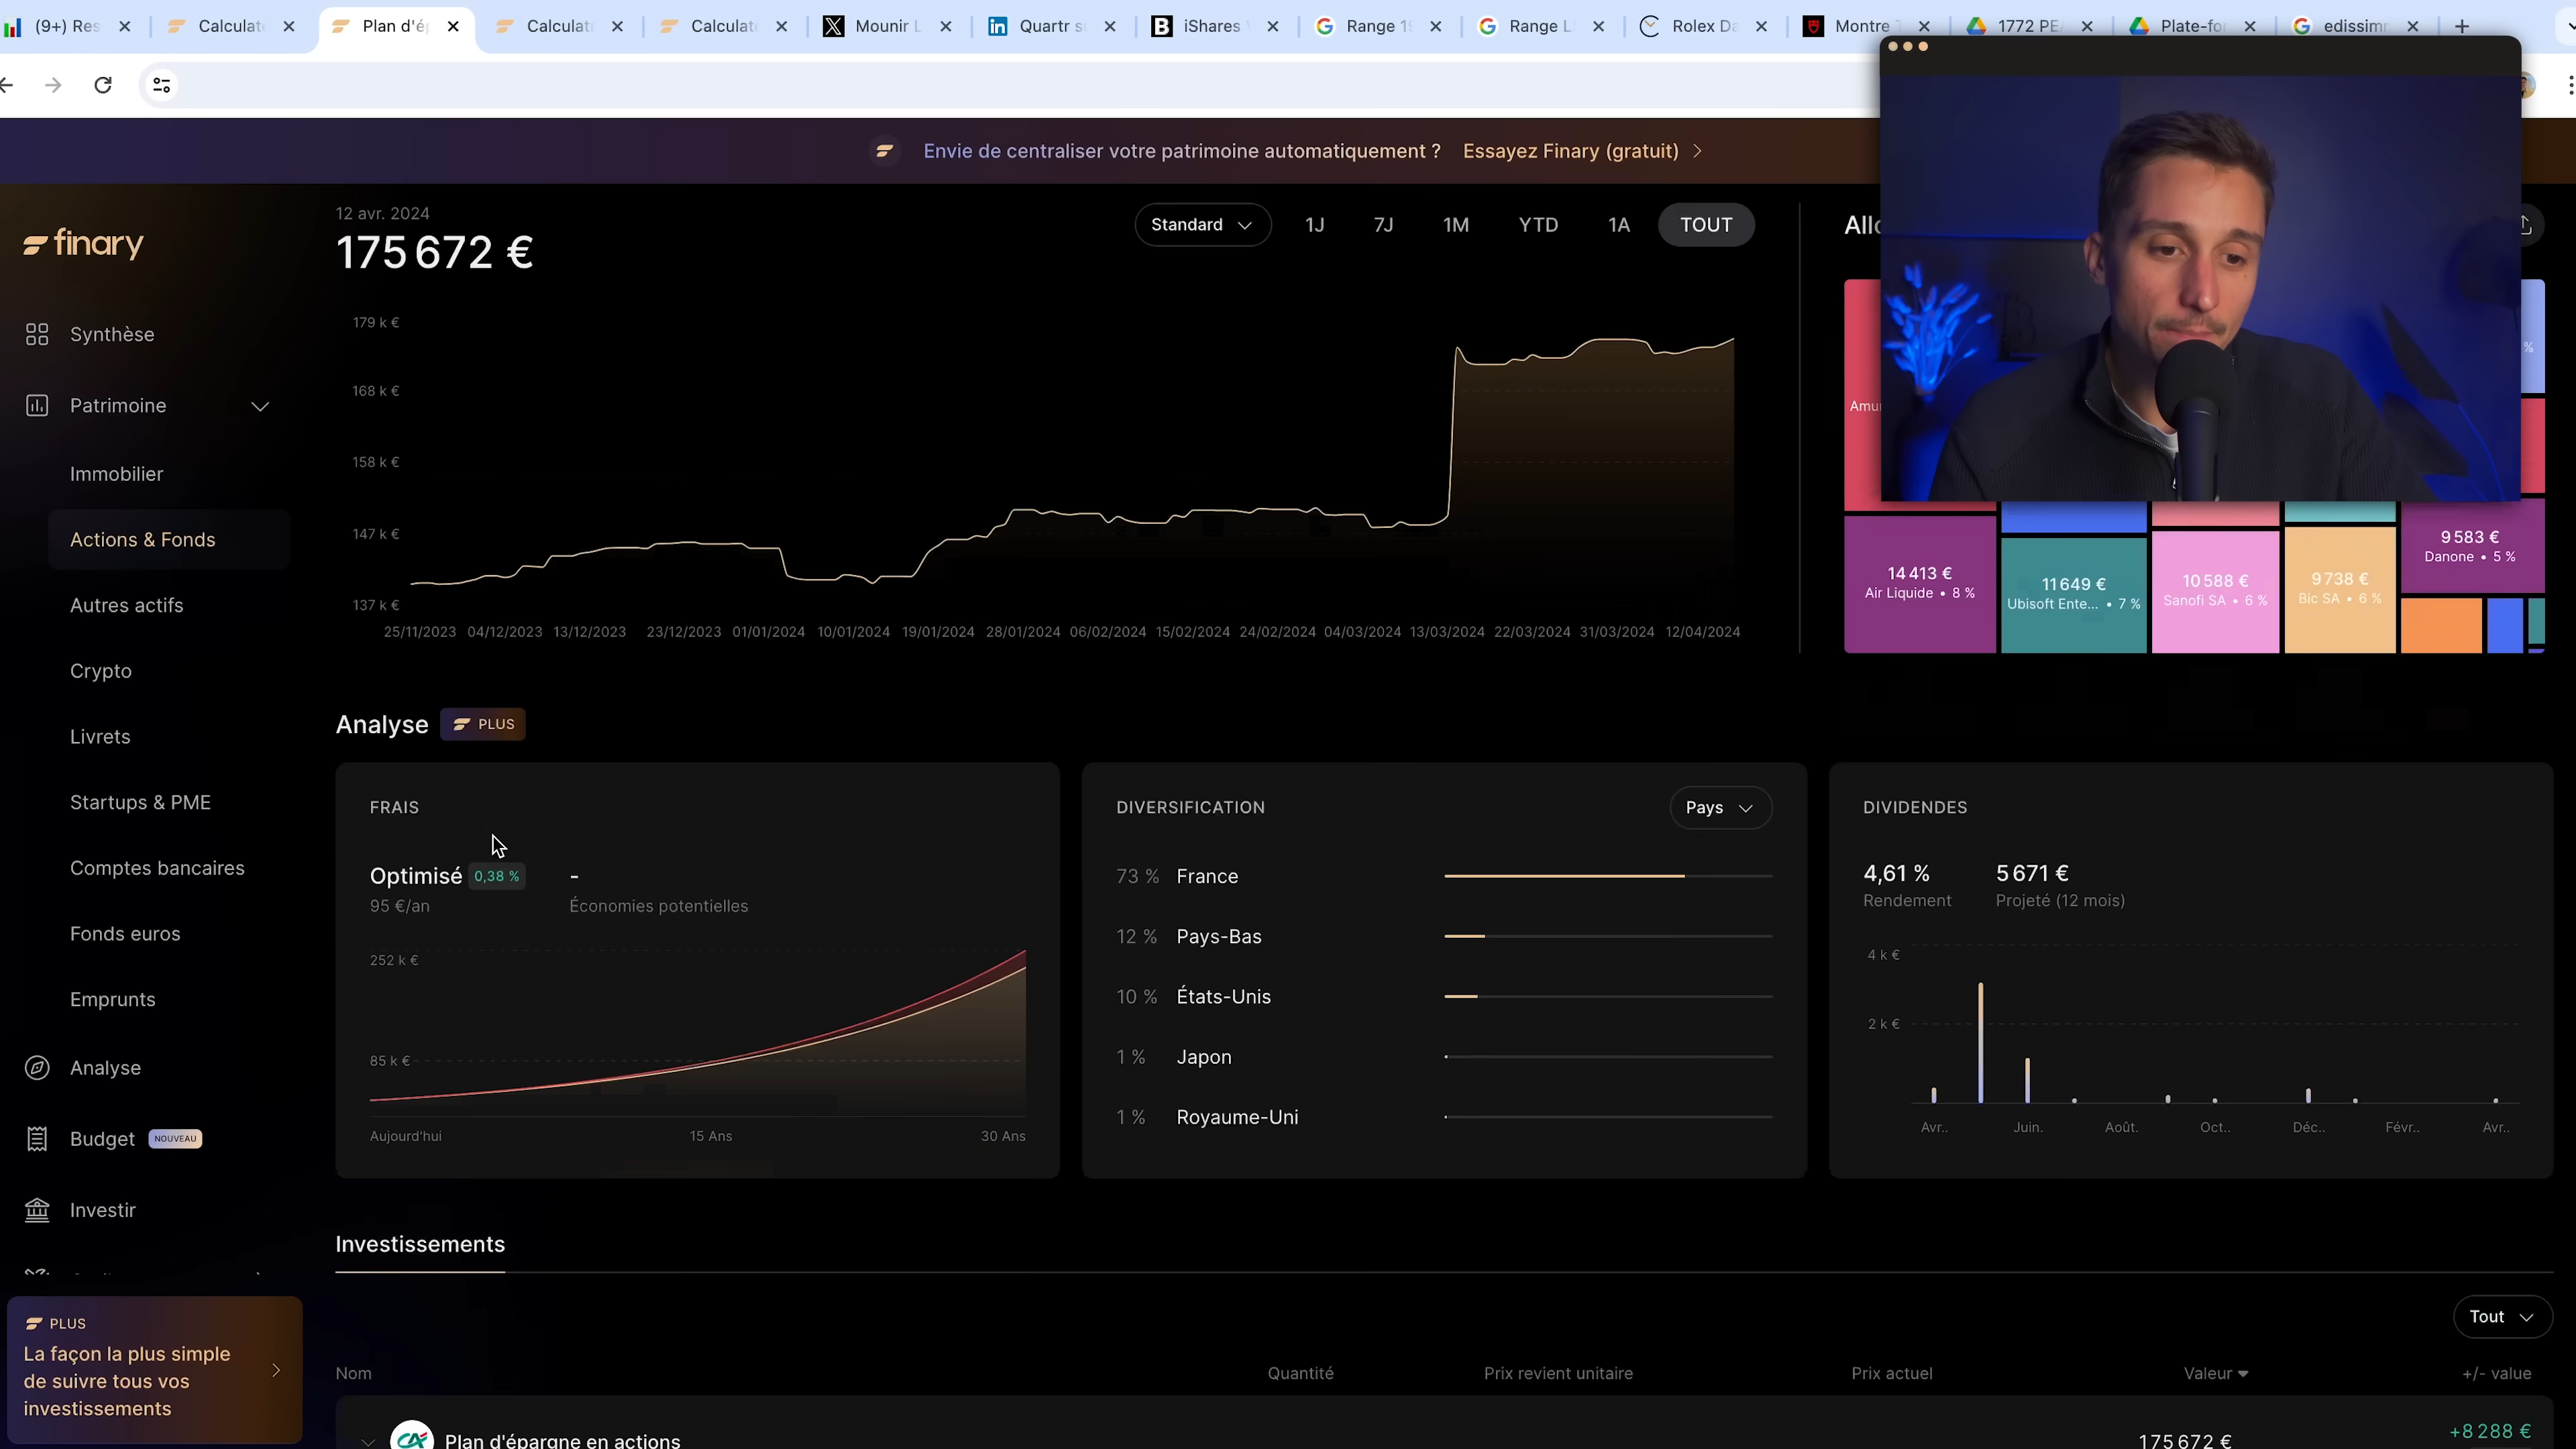 (9+) Res
Calculat
Plan d'ép
Calculat
Calculat
Mounir L
Quartr s
iShares
Range 1
Range L
Rolex Da
Montre
1772 PE
Plate-for
edissim
Envie de centraliser votre patrimoine automatiquement ? Essayez Finary (gratuit)
finary
Synthèse
Patrimoine
Immobilier
Actions & Fonds
Autres actifs
Crypto
Livrets
Startups & PME
Comptes bancaires
Fonds euros
Emprunts
Analyse
Budget NOUVEAU
Investir
PLUS
La façon la plus simple
de suivre tous vos
investissements
12 avr. 2024
175 672 €
Standard 1J 7J 1M YTD 1A TOUT
179 k €
168 k €
158 k €
147 k €
137 k €
25/11/2023 04/12/2023 13/12/2023 23/12/2023 01/01/2024 10/01/2024 19/01/2024 28/01/2024 06/02/2024 15/02/2024 24/02/2024 04/03/2024 13/03/2024 22/03/2024 31/03/2024 12/04/2024
Allo
Amu
%
14 413 €
Air Liquide • 8 %
11 649 €
Ubisoft Ente... • 7 %
10 588 €
Sanofi SA • 6 %
9 738 €
Bic SA • 6 %
9 583 €
Danone • 5 %
Analyse PLUS
FRAIS
Optimisé 0,38 % -
95 €/an Économies potentielles
252 k €
85 k €
Aujourd'hui 15 Ans 30 Ans
DIVERSIFICATION Pays
73 % France
12 % Pays-Bas
10 % États-Unis
1 % Japon
1 % Royaume-Uni
DIVIDENDES
4,61 % 5 671 €
Rendement Projeté (12 mois)
4 k €
2 k €
Avr.. Juin. Août. Oct.. Déc.. Févr.. Avr..
Investissements
Tout
Nom Quantité Prix revient unitaire Prix actuel Valeur +/- value
Plan d'épargne en actions 175 672 € +8 288 €